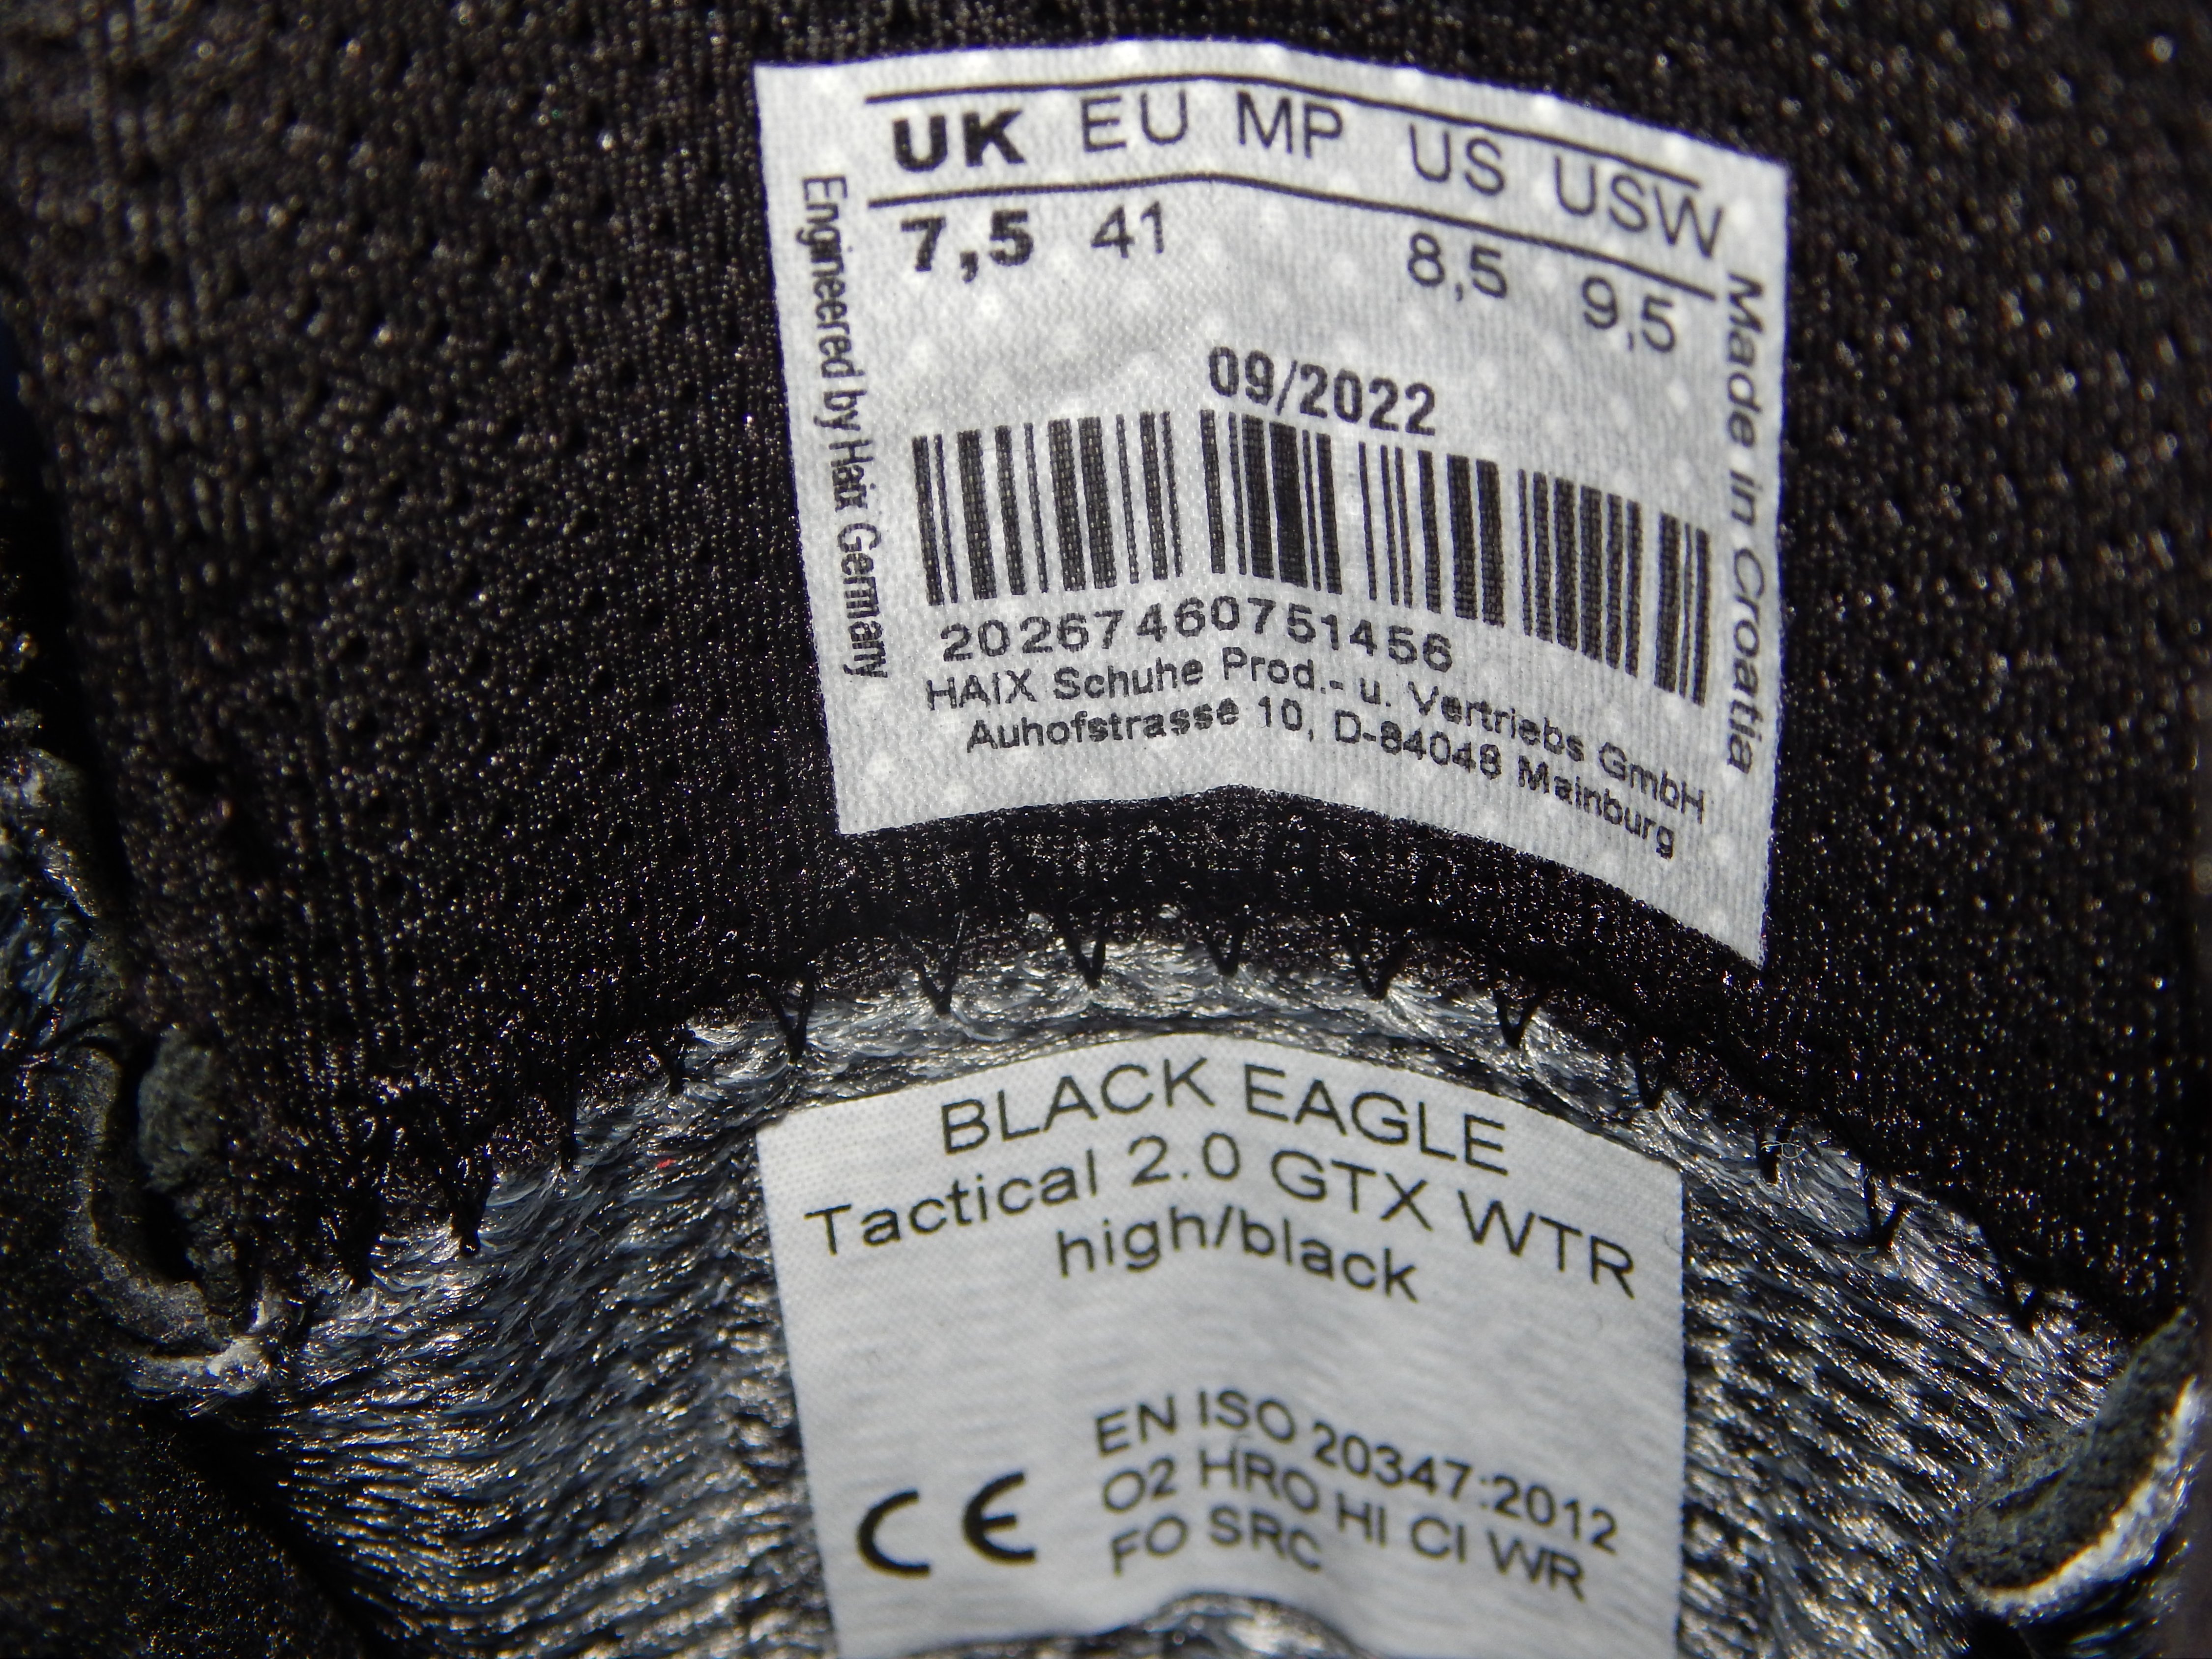 UK EU MP US USW
7,5 41 8,5 9,5
Engineered by Haix Germany
Made in Croatia
09/2022
20267460751456
HAIX Schuhe Prod.- u. Vertriebs GmbH
Auhofstrasse 10, D-84048 Mainburg
BLACK EAGLE
Tactical 2.0 GTX WTR
high/black
CE
EN ISO 20347:2012
O2 HRO HI CI WR
FO SRC